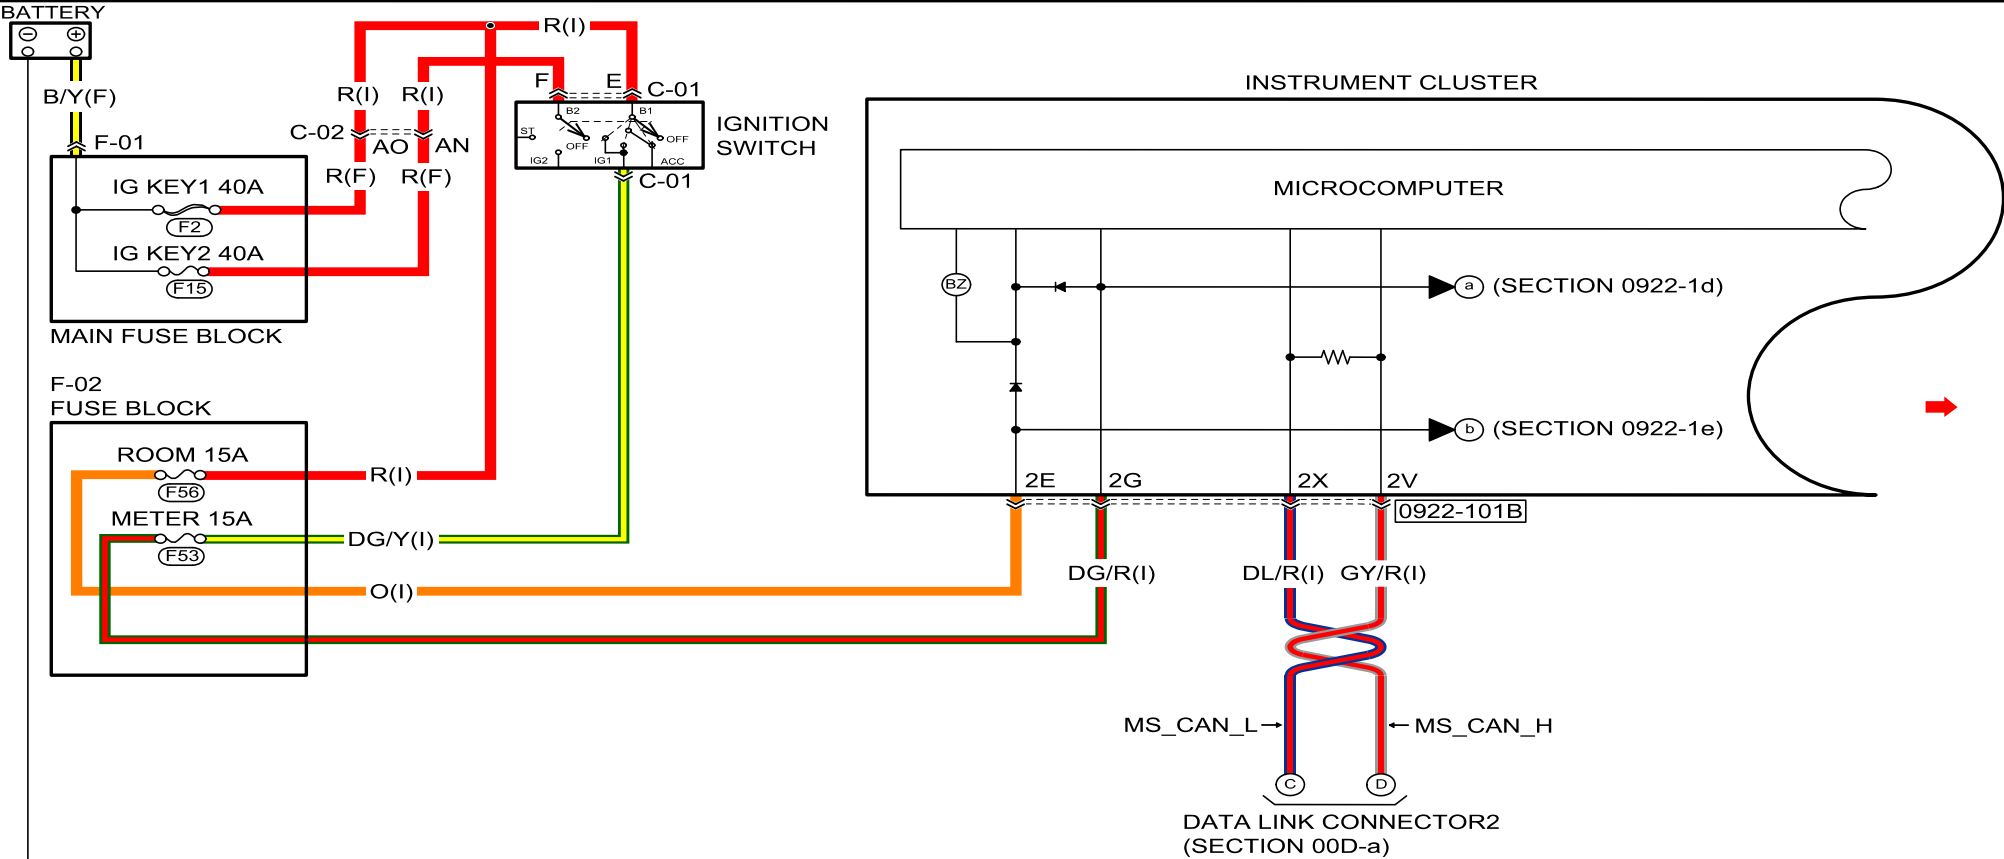 BATTERY
B/Y(F)
F-01
IG KEY1 40A
F2
IG KEY2 40A
F15
MAIN FUSE BLOCK
R(I)
R(I)
R(I)
C-02
AO
AN
R(F)
R(F)
F
E
C-01
B2
B1
ST
OFF
OFF
IG2
IG1
ACC
IGNITION
SWITCH
C-01
F-02
FUSE BLOCK
ROOM 15A
F56
R(I)
METER 15A
F53
DG/Y(I)
O(I)
INSTRUMENT CLUSTER
MICROCOMPUTER
BZ
a
(SECTION 0922-1d)
b
(SECTION 0922-1e)
2E
2G
2X
2V
0922-101B
DG/R(I)
DL/R(I)
GY/R(I)
MS_CAN_L
MS_CAN_H
C
D
DATA LINK CONNECTOR2
(SECTION 00D-a)